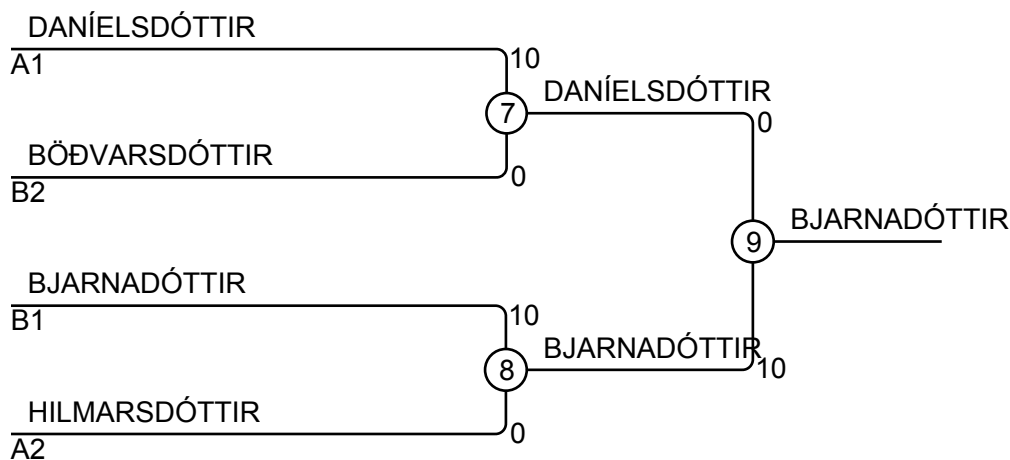 DANÍELSDÓTTIR
A1
10
7
DANÍELSDÓTTIR
0
BÖÐVARSDÓTTIR
B2
0
9
BJARNADÓTTIR
BJARNADÓTTIR
B1
10
8
BJARNADÓTTIR
10
HILMARSDÓTTIR
A2
0